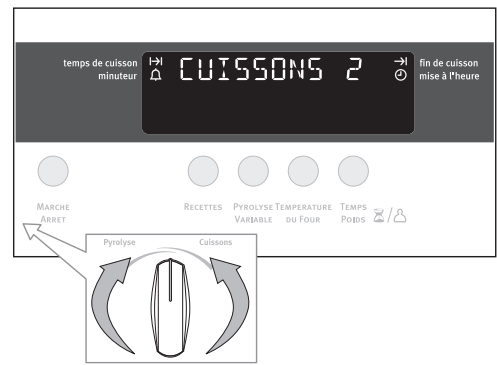 temps de cuisson
minuteur
CUISSONS 2
fin de cuisson
mise à l'heure
MARCHE
ARRET
RECETTES
PYROLYSE
VARIABLE
TEMPERATURE
DU FOUR
TEMPS
POIDS
/
Pyrolyse
Cuissons